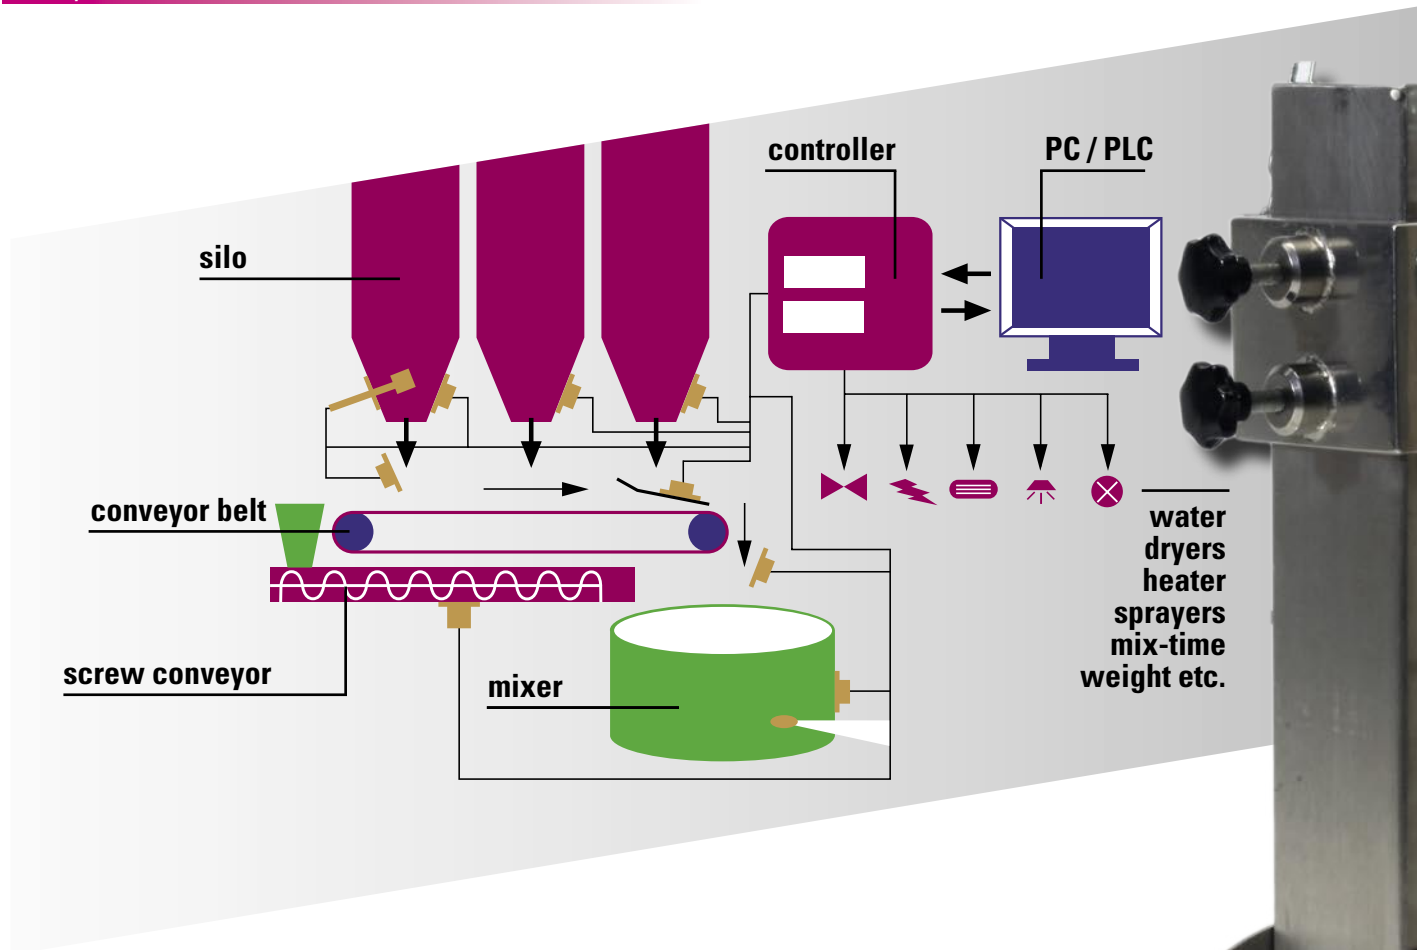 controller
PC / PLC
silo
conveyor belt
water
dryers
heater
sprayers
mix-time
weight etc.
screw conveyor
mixer